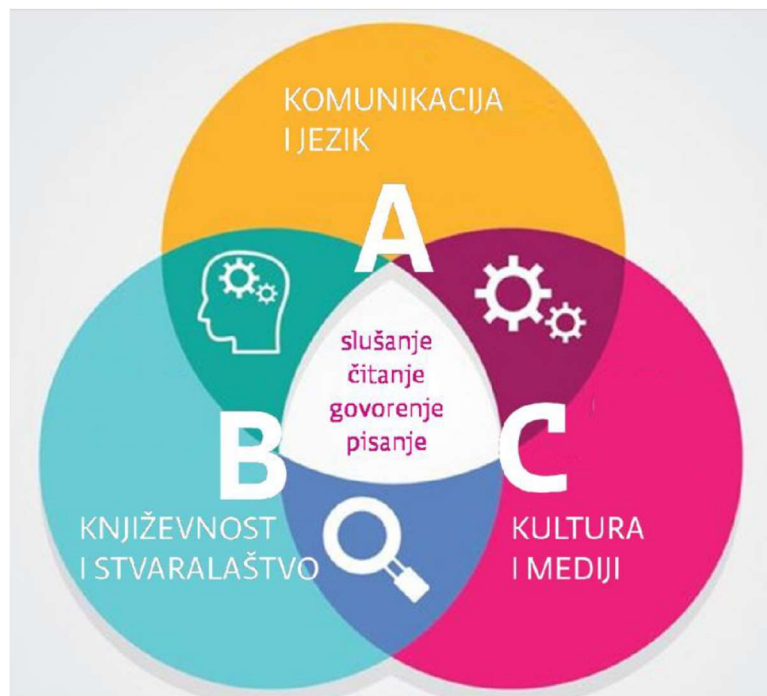 KOMUNIKACIJA
I JEZIK
A
slušanje
čitanje
govorenje
pisanje
B
C
KNJIŽEVNOST
I STVARALAŠTVO
KULTURA
I MEDIJI